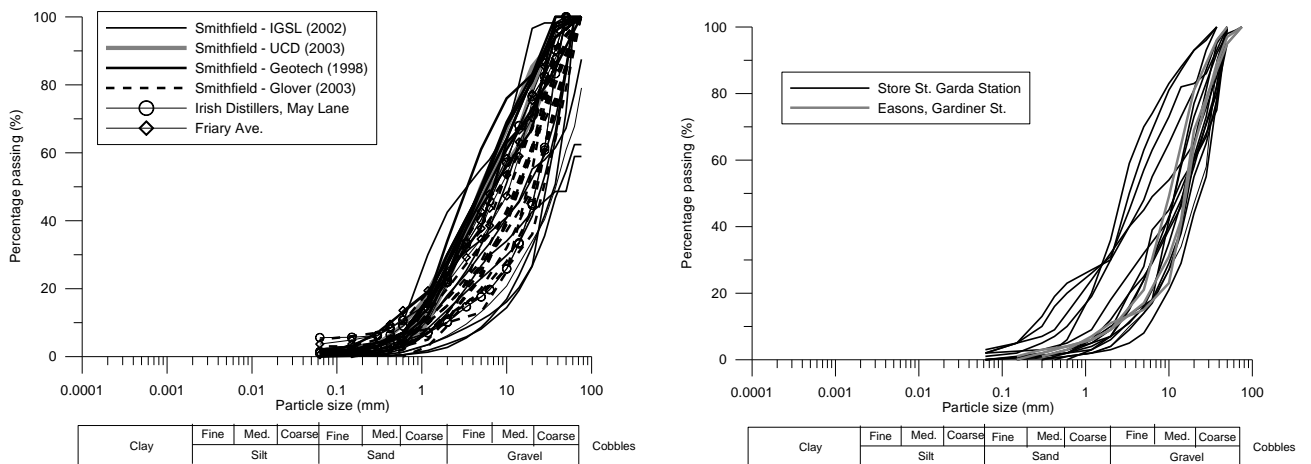 100
80
60
40
20
0
Percentage passing (%)
Smithfield - IGSL (2002)
Smithfield - UCD (2003)
Smithfield - Geotech (1998)
Smithfield - Glover (2003)
Irish Distillers, May Lane
Friary Ave.
0.0001 0.001 0.01 0.1 1 10 100
Particle size (mm)
Clay Fine Med. Coarse Fine Med. Coarse Fine Med. Coarse Cobbles
Silt Sand Gravel
100
80
60
40
20
0
Percentage passing (%)
Store St. Garda Station
Easons, Gardiner St.
0.0001 0.001 0.01 0.1 1 10 100
Particle size (mm)
Clay Fine Med. Coarse Fine Med. Coarse Fine Med. Coarse Cobbles
Silt Sand Gravel